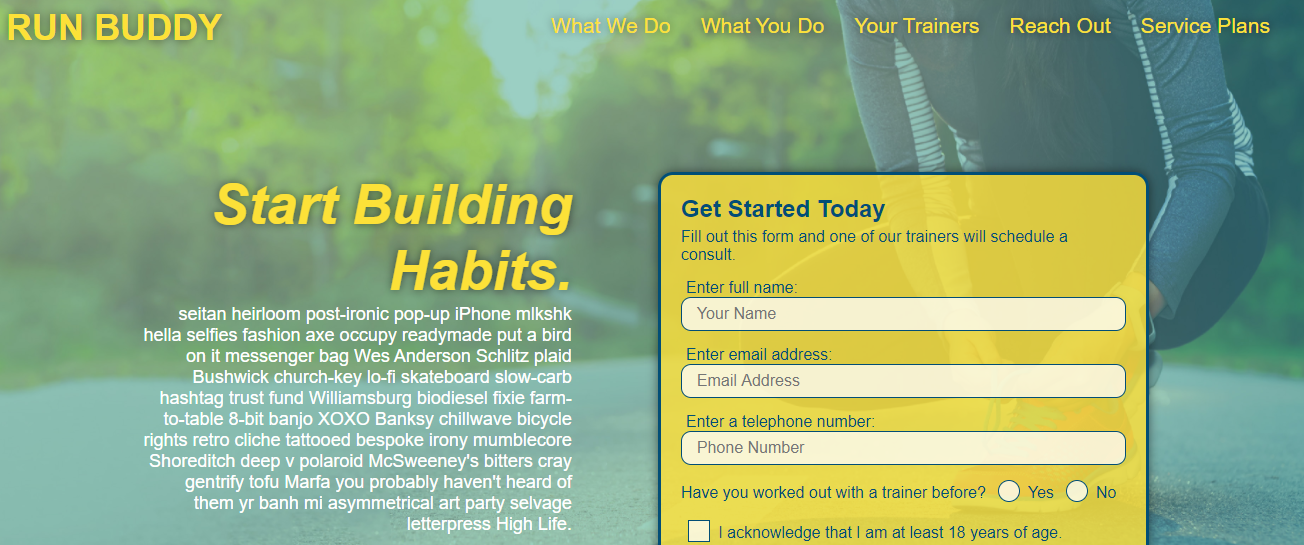 RUN BUDDY
What We Do What You Do Your Trainers Reach Out Service Plans
Start Building
Habits.
seitan heirloom post-ironic pop-up iPhone mlkshk
hella selfies fashion axe occupy readymade put a bird
on it messenger bag Wes Anderson Schlitz plaid
Bushwick church-key lo-fi skateboard slow-carb
hashtag trust fund Williamsburg biodiesel fixie farm-
to-table 8-bit banjo XOXO Banksy chillwave bicycle
rights retro cliche tattooed bespoke irony mumblecore
Shoreditch deep v polaroid McSweeney's bitters cray
gentrify tofu Marfa you probably haven't heard of
them yr banh mi asymmetrical art party selvage
letterpress High Life.
Get Started Today
Fill out this form and one of our trainers will schedule a
consult.
Enter full name:
Your Name
Enter email address:
Email Address
Enter a telephone number:
Phone Number
Have you worked out with a trainer before? Yes No
I acknowledge that I am at least 18 years of age.